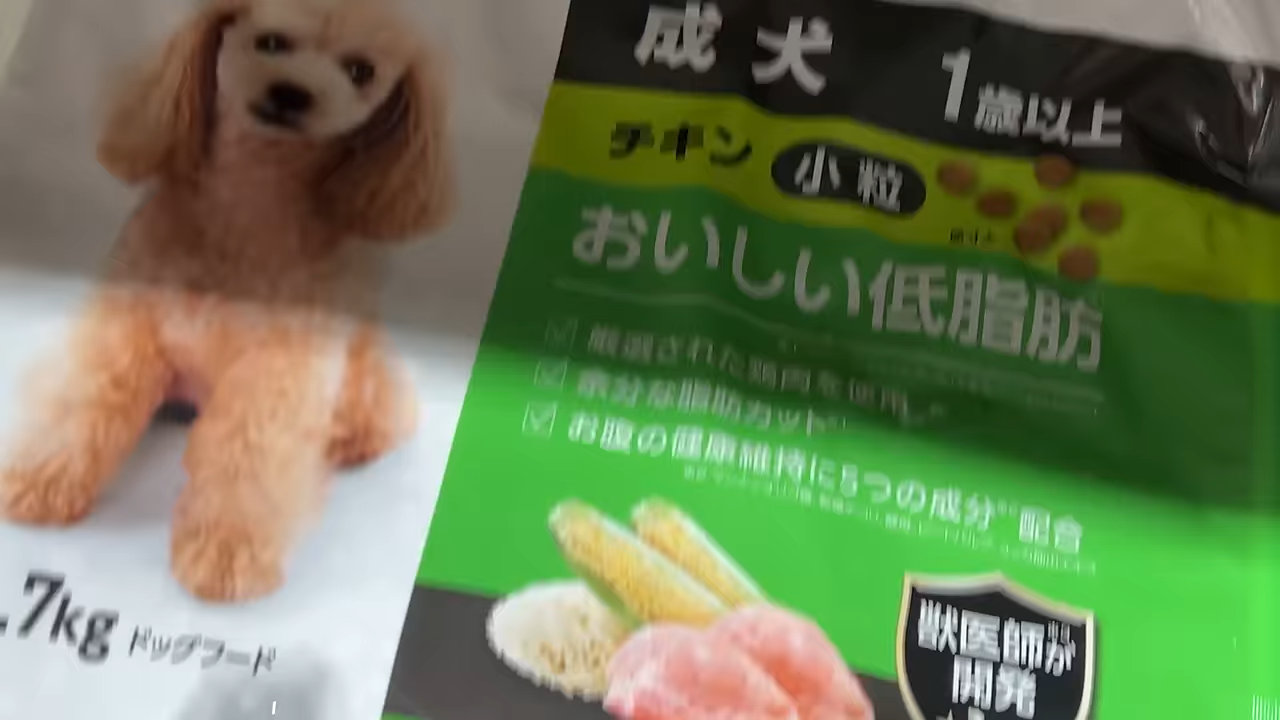 成犬 1歳以上
チキン 小粒
おいしい低脂肪
厳選された鶏肉を使用
余分な脂肪カット
お腹の健康維持に5つの成分 配合
獣医師が
開発
.7kg ドッグフード